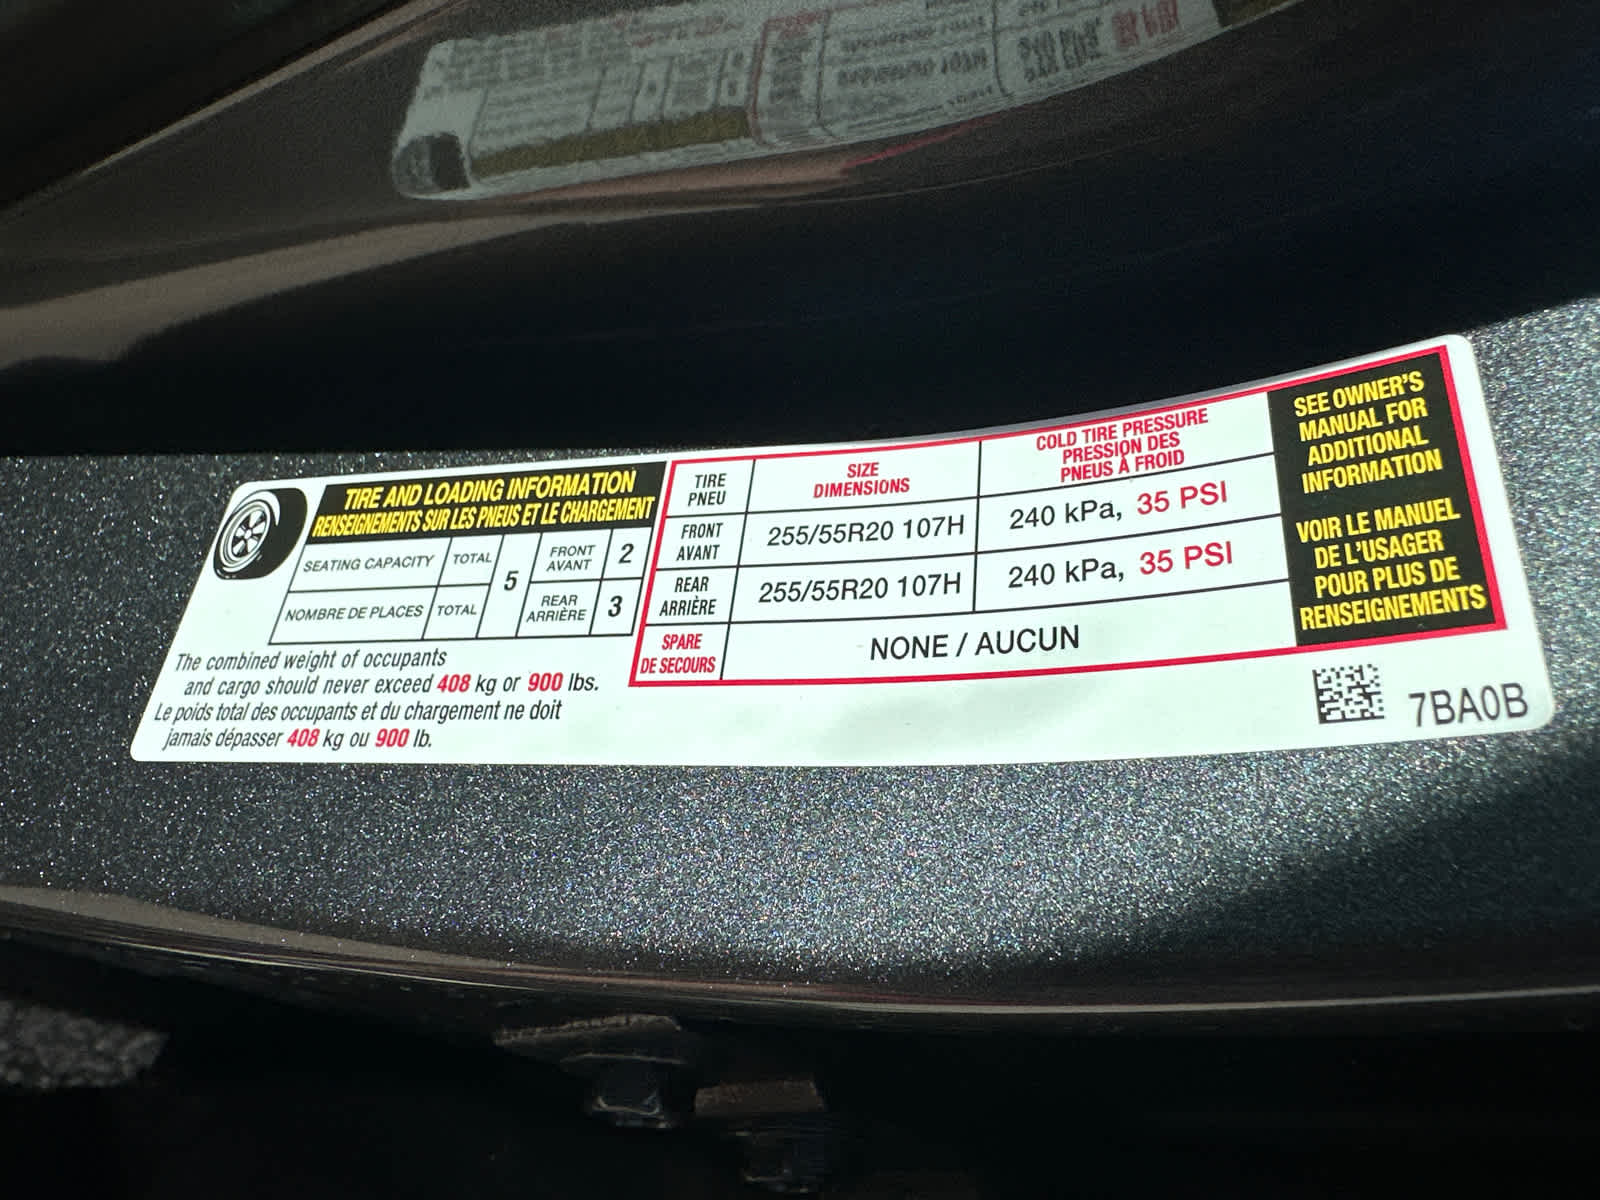 TIRE AND LOADING INFORMATION
RENSEIGNEMENTS SUR LES PNEUS ET LE CHARGEMENT
SEATING CAPACITY TOTAL 5 FRONT AVANT 2
NOMBRE DE PLACES TOTAL REAR ARRIÈRE 3
The combined weight of occupants
and cargo should never exceed 408 kg or 900 lbs.
Le poids total des occupants et du chargement ne doit
jamais dépasser 408 kg ou 900 lb.
TIRE PNEU
SIZE
DIMENSIONS
COLD TIRE PRESSURE
PRESSION DES
PNEUS À FROID
FRONT AVANT 255/55R20 107H 240 kPa, 35 PSI
REAR ARRIÈRE 255/55R20 107H 240 kPa, 35 PSI
SPARE DE SECOURS NONE / AUCUN
SEE OWNER'S
MANUAL FOR
ADDITIONAL
INFORMATION
VOIR LE MANUEL
DE L'USAGER
POUR PLUS DE
RENSEIGNEMENTS
7BA0B